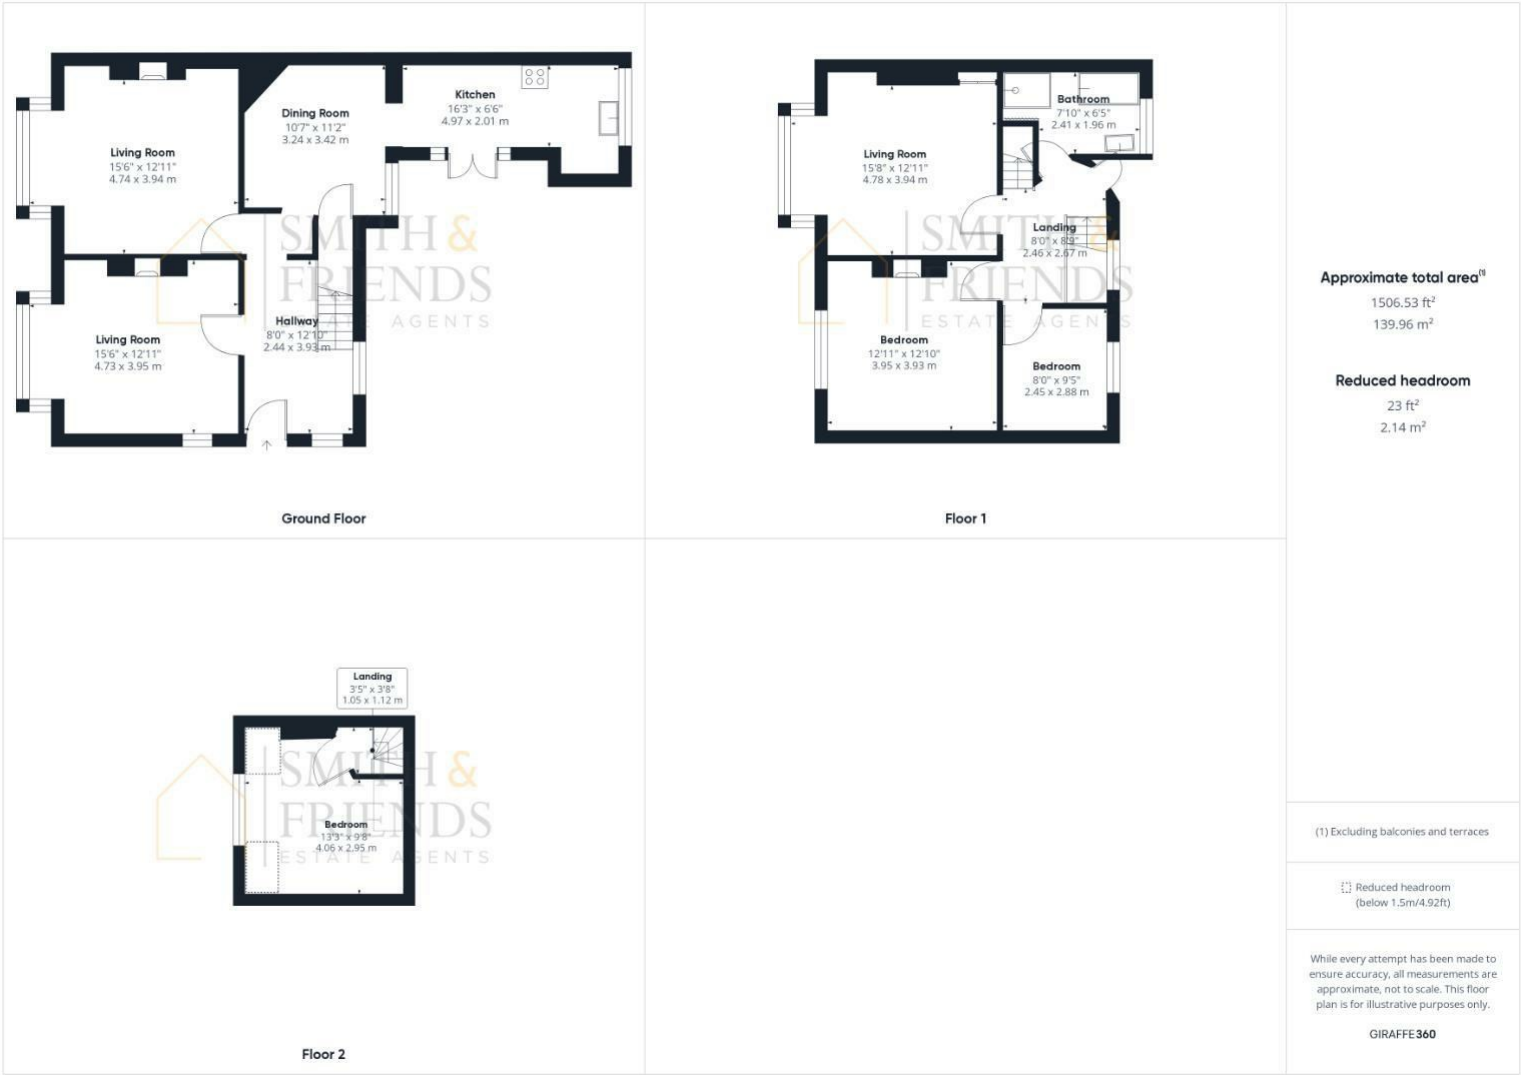 Living Room
15'6" x 12'11"
4.74 x 3.94 m
Dining Room
10'7" x 11'2"
3.24 x 3.42 m
Kitchen
16'3" x 6'6"
4.97 x 2.01 m
Living Room
15'6" x 12'11"
4.73 x 3.95 m
Hallway
8'0" x 12'10"
2.44 x 3.93 m
SMITH &
FRIENDS
ESTATE AGENTS
Ground Floor
Living Room
15'8" x 12'11"
4.78 x 3.94 m
Bathroom
7'10" x 6'5"
2.41 x 1.96 m
Landing
8'0" x 8'9"
2.46 x 2.67 m
Bedroom
12'11" x 12'10"
3.95 x 3.93 m
Bedroom
8'0" x 9'5"
2.45 x 2.88 m
SMITH &
FRIENDS
ESTATE AGENTS
Floor 1
Landing
3'5" x 3'8"
1.05 x 1.12 m
Bedroom
13'3" x 9'8"
4.06 x 2.95 m
SMITH &
FRIENDS
ESTATE AGENTS
Floor 2
Approximate total area(1)
1506.53 ft²
139.96 m²
Reduced headroom
23 ft²
2.14 m²
(1) Excluding balconies and terraces
Reduced headroom
(below 1.5m/4.92ft)
While every attempt has been made to
ensure accuracy, all measurements are
approximate, not to scale. This floor
plan is for illustrative purposes only.
GIRAFFE360